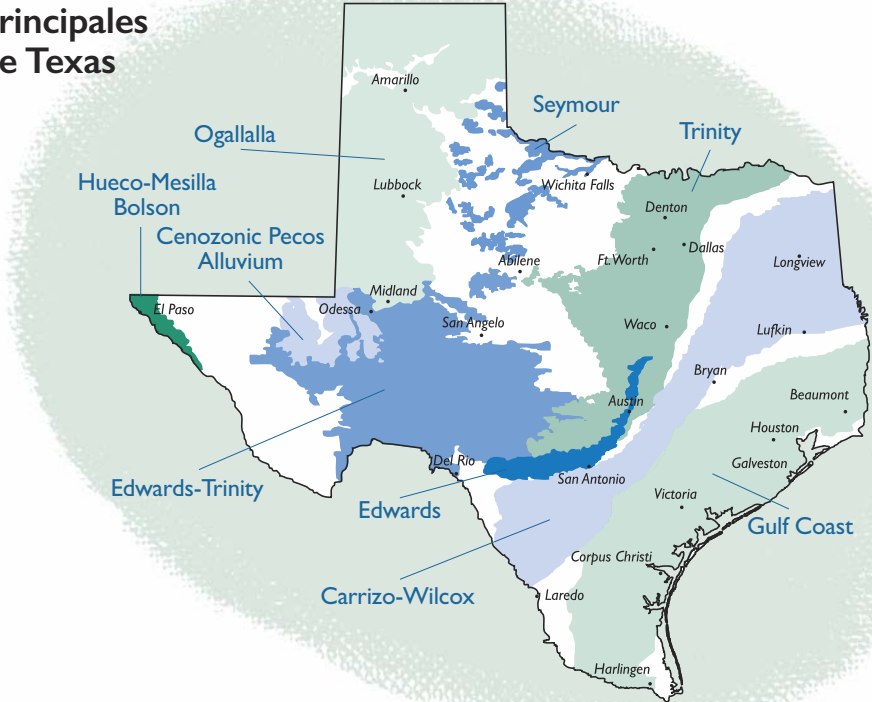 rincipales
e Texas
Amarillo
Seymour
Trinity
Ogallalla
Hueco-Mesilla
Bolson
Lubbock
Wichita Falls
Denton
Cenozonic Pecos
Alluvium
Abilene
Ft. Worth
Dallas
Longview
Midland
El Paso
Odessa
San Angelo
Waco
Lufkin
Bryan
Beaumont
Austin
Houston
Del Rio
Galveston
Edwards-Trinity
San Antonio
Edwards
Victoria
Gulf Coast
Corpus Christi
Carrizo-Wilcox
Laredo
Harlingen